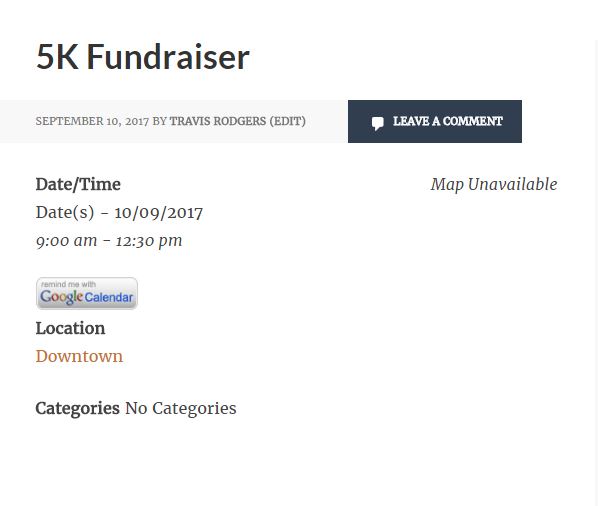 5K Fundraiser
SEPTEMBER 10, 2017 BY TRAVIS RODGERS (EDIT)
LEAVE A COMMENT
Date/Time
Map Unavailable
Date(s) - 10/09/2017
9:00 am - 12:30 pm
remind me with
Google Calendar
Location
Downtown
Categories No Categories